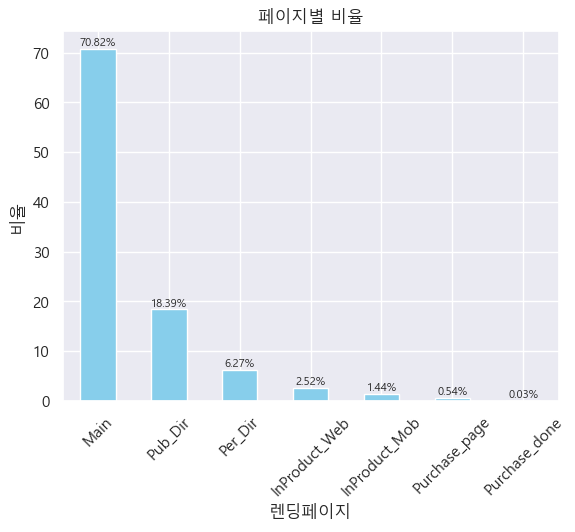 페이지별 비율
비율
70
60
50
40
30
20
10
0
70.82%
18.39%
6.27%
2.52%
1.44%
0.54%
0.03%
Main
Pub_Dir
Per_Dir
InProduct_Web
InProduct_Mob
Purchase_page
Purchase_done
렌딩페이지